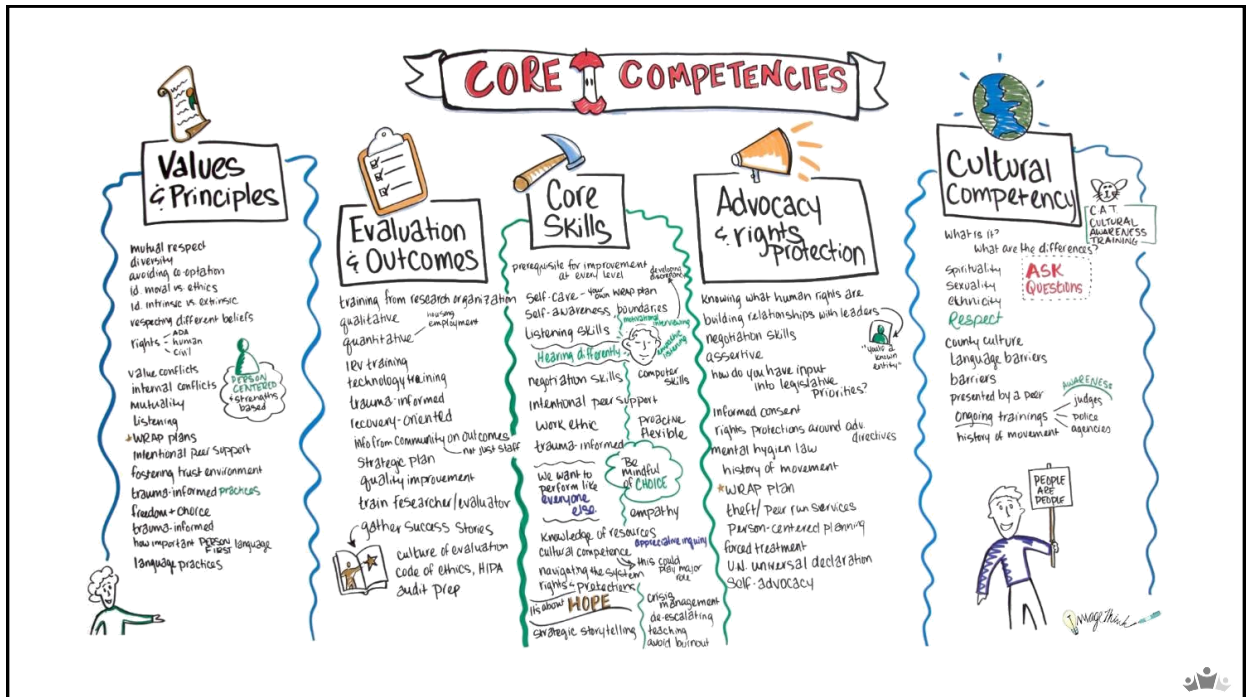 CORE COMPETENCIES
Values
& Principles
mutual respect
diversity
avoiding co-optation
id. moral vs. ethics
id. intrinsic vs. extrinsic
respecting different beliefs
rights
ADA
human
civil
value conflicts
internal conflicts
mutuality
listening
WRAP plans
intentional peer support
fostering trust environment
trauma-informed practices
freedom + choice
trauma-informed
how important PERSON FIRST language
language practices
PERSON
CENTERED
+ strengths
based
Evaluation
& Outcomes
training from research organization
qualitative
housing
employment
quantitative
IRV training
technology training
trauma-informed
recovery-oriented
info from community on outcomes
not just staff
strategic plan
quality improvement
train researcher/evaluator
gather success stories
culture of evaluation
code of ethics, HIPA
audit prep
Core
Skills
prerequisite for improvement
at every level
developing
discrepancy
self-care - your own WRAP plan
self-awareness boundaries
motivational
interviewing
listening skills
Hearing differently
listening
negotiation skills
computer
skills
intentional peer support
work ethic
proactive
flexible
trauma-informed
We want to
perform like
everyone
else
Be
mindful
of CHOICE
empathy
Knowledge of resources
appreciative inquiry
cultural competence
this could
play major
role
navigating the system
rights + protections
its about HOPE
crisis
management
de-escalating
teaching
avoid burnout
strategic storytelling
Advocacy
& rights
protection
knowing what human rights are
building relationships with leaders
negotiation skills
assertive
"you're a
known
entity"
how do you have input
into legislative
priorities?
informed consent
rights protections around adv.
directives
mental hygien law
history of movement
WRAP plan
theft/ Peer run services
Person-centered planning
forced treatment
U.N. universal declaration
self-advocacy
Cultural
Competency
C.A.T.
CULTURAL
AWARENESS
TRAINING
what is it?
what are the differences?
ASK
QUESTIONS
spirituality
sexuality
ethnicity
Respect
county culture
language barriers
barriers
presented by a peer
ongoing trainings
AWARENESS
judges
police
agencies
history of movement
PEOPLE
ARE
PEOPLE
ImageThink